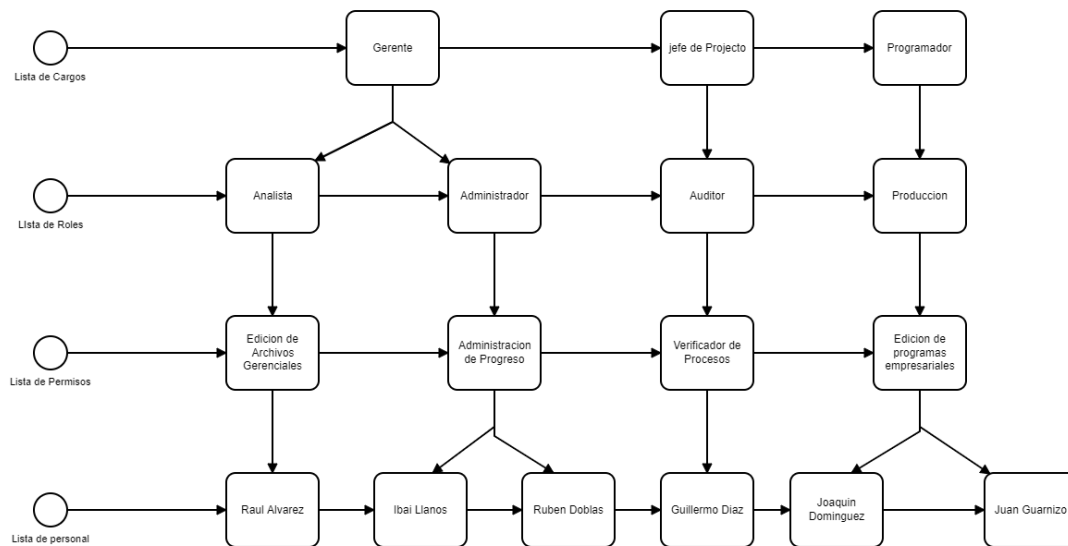 Gerente
jefe de Projecto
Programador
Lista de Cargos
Analista
Administrador
Auditor
Produccion
LIsta de Roles
Edicion de
Archivos
Gerenciales
Administracion
de Progreso
Verificador de
Procesos
Edicion de
programas
empresariales
Lista de Permisos
Raul Alvarez
Ibai Llanos
Ruben Doblas
Guillermo Diaz
Joaquin
Dominguez
Juan Guarnizo
Lista de personal